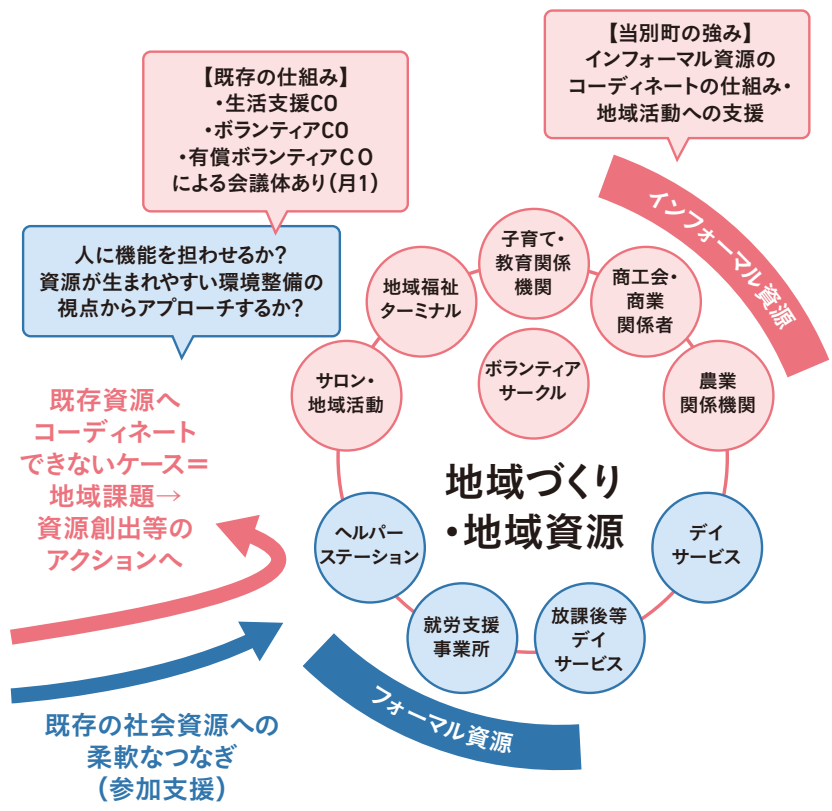 【既存の仕組み】
・生活支援CO
・ボランティアCO
・有償ボランティアCO
による会議体あり(月1)
【当別町の強み】
インフォーマル資源の
コーディネートの仕組み・
地域活動への支援
人に機能を担わせるか?
資源が生まれやすい環境整備の
視点からアプローチするか?
インフォーマル資源
子育て・
教育関係
機関
地域福祉
ターミナル
商工会・
商業
関係者
サロン・
地域活動
ボランティア
サークル
農業
関係機関
既存資源へ
コーディネート
できないケース=
地域課題→
資源創出等の
アクションへ
地域づくり
・地域資源
ヘルパー
ステーション
デイ
サービス
就労支援
事業所
放課後等
デイ
サービス
フォーマル資源
既存の社会資源への
柔軟なつなぎ
(参加支援)